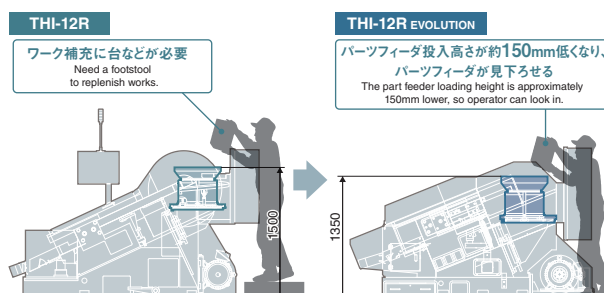 THI-12R
ワーク補充に台などが必要
Need a footstool
to replenish works.
1500
THI-12R EVOLUTION
パーツフィーダ投入高さが約150mm低くなり、
パーツフィーダが見下ろせる
The part feeder loading height is approximately
150mm lower, so operator can look in.
1350